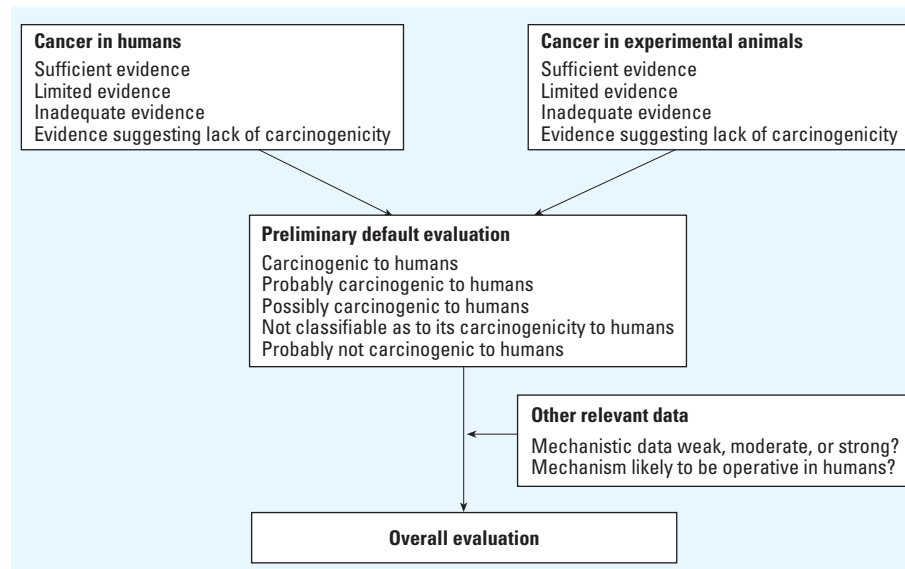 Cancer in humans
Sufficient evidence
Limited evidence
Inadequate evidence
Evidence suggesting lack of carcinogenicity
Cancer in experimental animals
Sufficient evidence
Limited evidence
Inadequate evidence
Evidence suggesting lack of carcinogenicity
Preliminary default evaluation
Carcinogenic to humans
Probably carcinogenic to humans
Possibly carcinogenic to humans
Not classifiable as to its carcinogenicity to humans
Probably not carcinogenic to humans
Other relevant data
Mechanistic data weak, moderate, or strong?
Mechanism likely to be operative in humans?
Overall evaluation